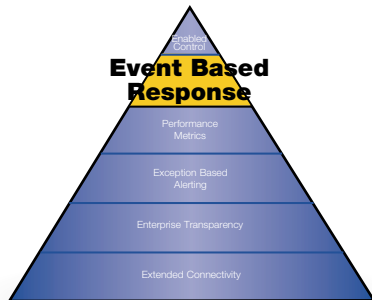 Enabled
Control
Event Based
Response
Performance
Metrics
Exception Based
Alerting
Enterprise Transparency
Extended Connectivity